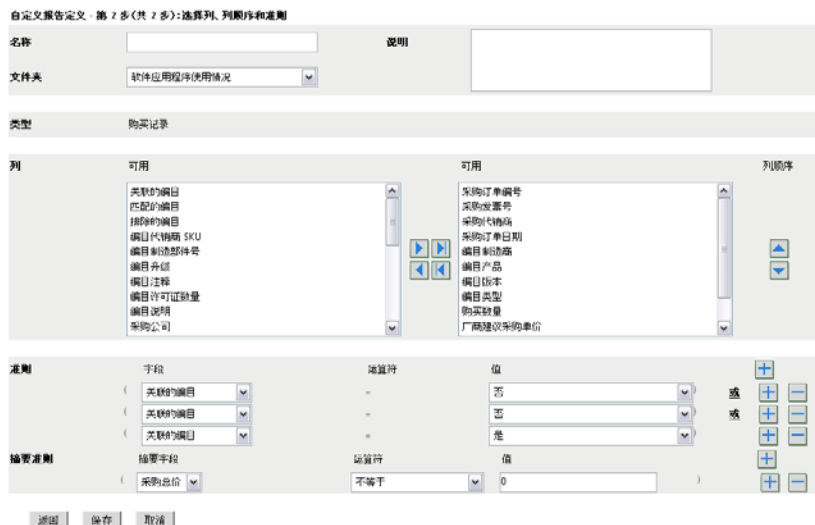 自定义报告定义 - 第 2 步(共 2 步):选择列、列顺序和准则
名称 说明
文件夹 软件应用程序使用情况
类型 购买记录
列 可用 可用 列顺序
关联的编目 采购订单编号
匹配的编目 采购发票号
排除的编目 采购代销商
编目代销商 SKU 采购订单日期
编目制造部件号 编目制造商
编目升级 编目产品
编目注释 编目版本
编目许可证数量 编目类型
编目说明 购买数量
采购公司 厂商建议采购单价
准则 字段 运算符 值
( 关联的编目 = 否 ) 或
( 关联的编目 = 否 ) 或
( 关联的编目 = 是 )
摘要准则 摘要字段 运算符 值
( 采购总价 不等于 0 )
返回 保存 取消